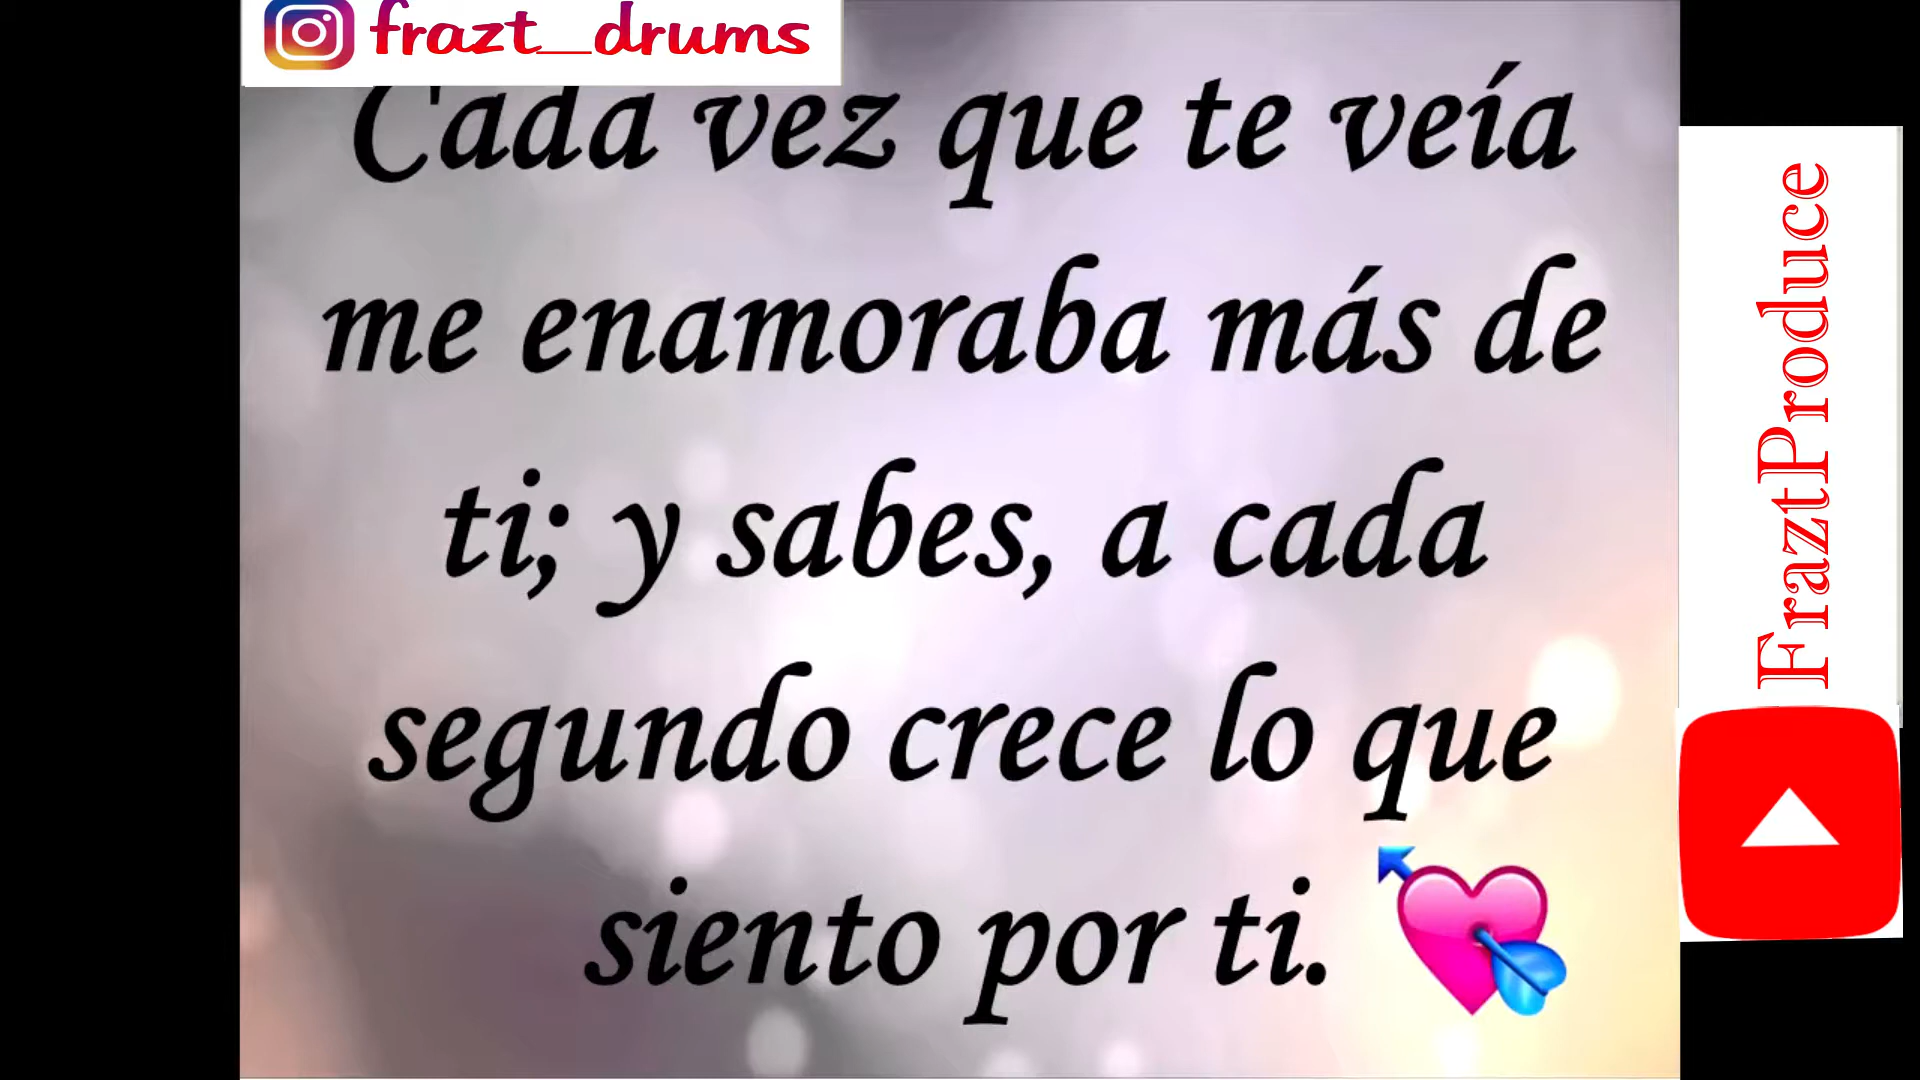 frazt_drums
Cada vez que te veía
me enamoraba más de
ti; y sabes, a cada
segundo crece lo que
siento por ti.
FraztProduce